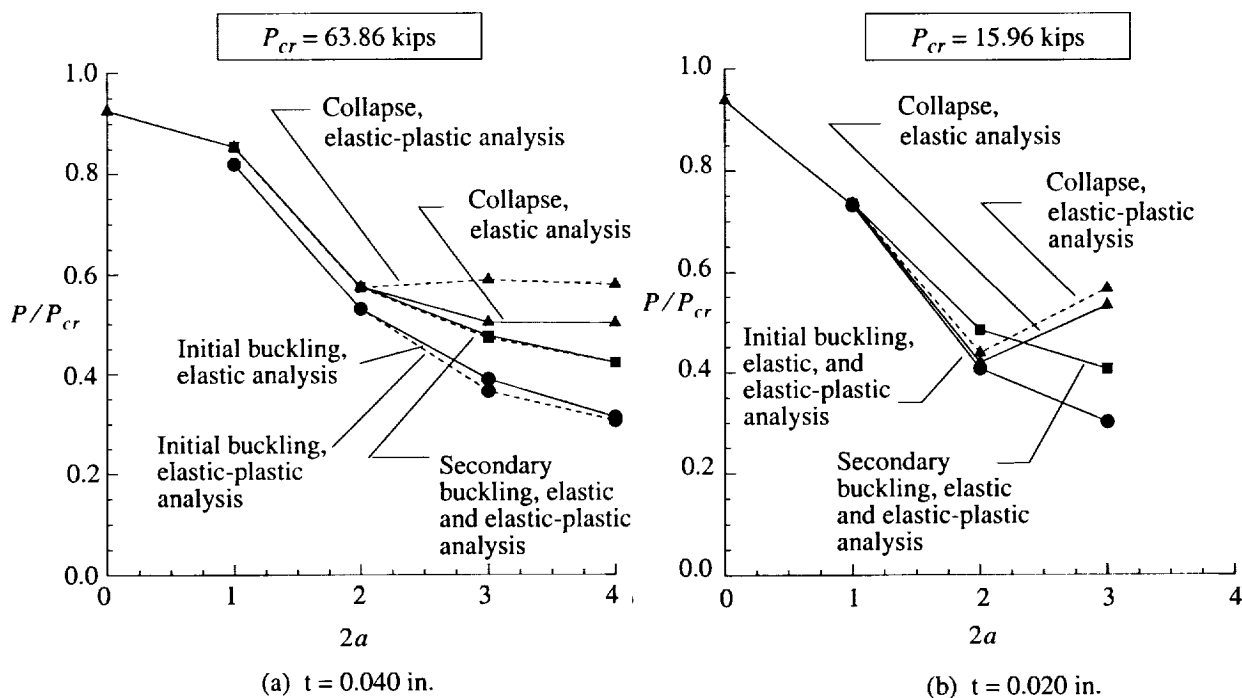 P_cr = 63.86 kips
1.0
0.8
0.6
P/P_cr
0.4
0.2
0.0
0
1
2
3
4
2a
Collapse,
elastic-plastic analysis
Collapse,
elastic analysis
Initial buckling,
elastic analysis
Initial buckling,
elastic-plastic
analysis
Secondary
buckling, elastic
and elastic-plastic
analysis
(a) t = 0.040 in.
P_cr = 15.96 kips
1.0
0.8
0.6
P/P_cr
0.4
0.2
0.0
0
1
2
3
4
2a
Collapse,
elastic analysis
Collapse,
elastic-plastic
analysis
Initial buckling,
elastic, and
elastic-plastic
analysis
Secondary
buckling, elastic
and elastic-plastic
analysis
(b) t = 0.020 in.